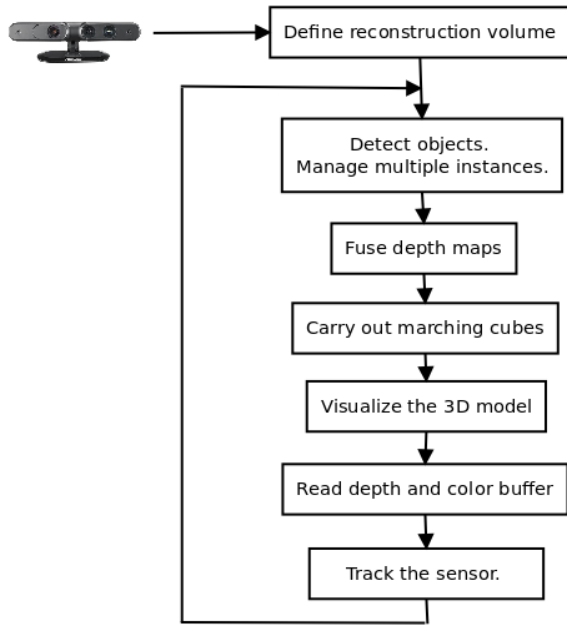 Define reconstruction volume
Detect objects.
Manage multiple instances.
Fuse depth maps
Carry out marching cubes
Visualize the 3D model
Read depth and color buffer
Track the sensor.